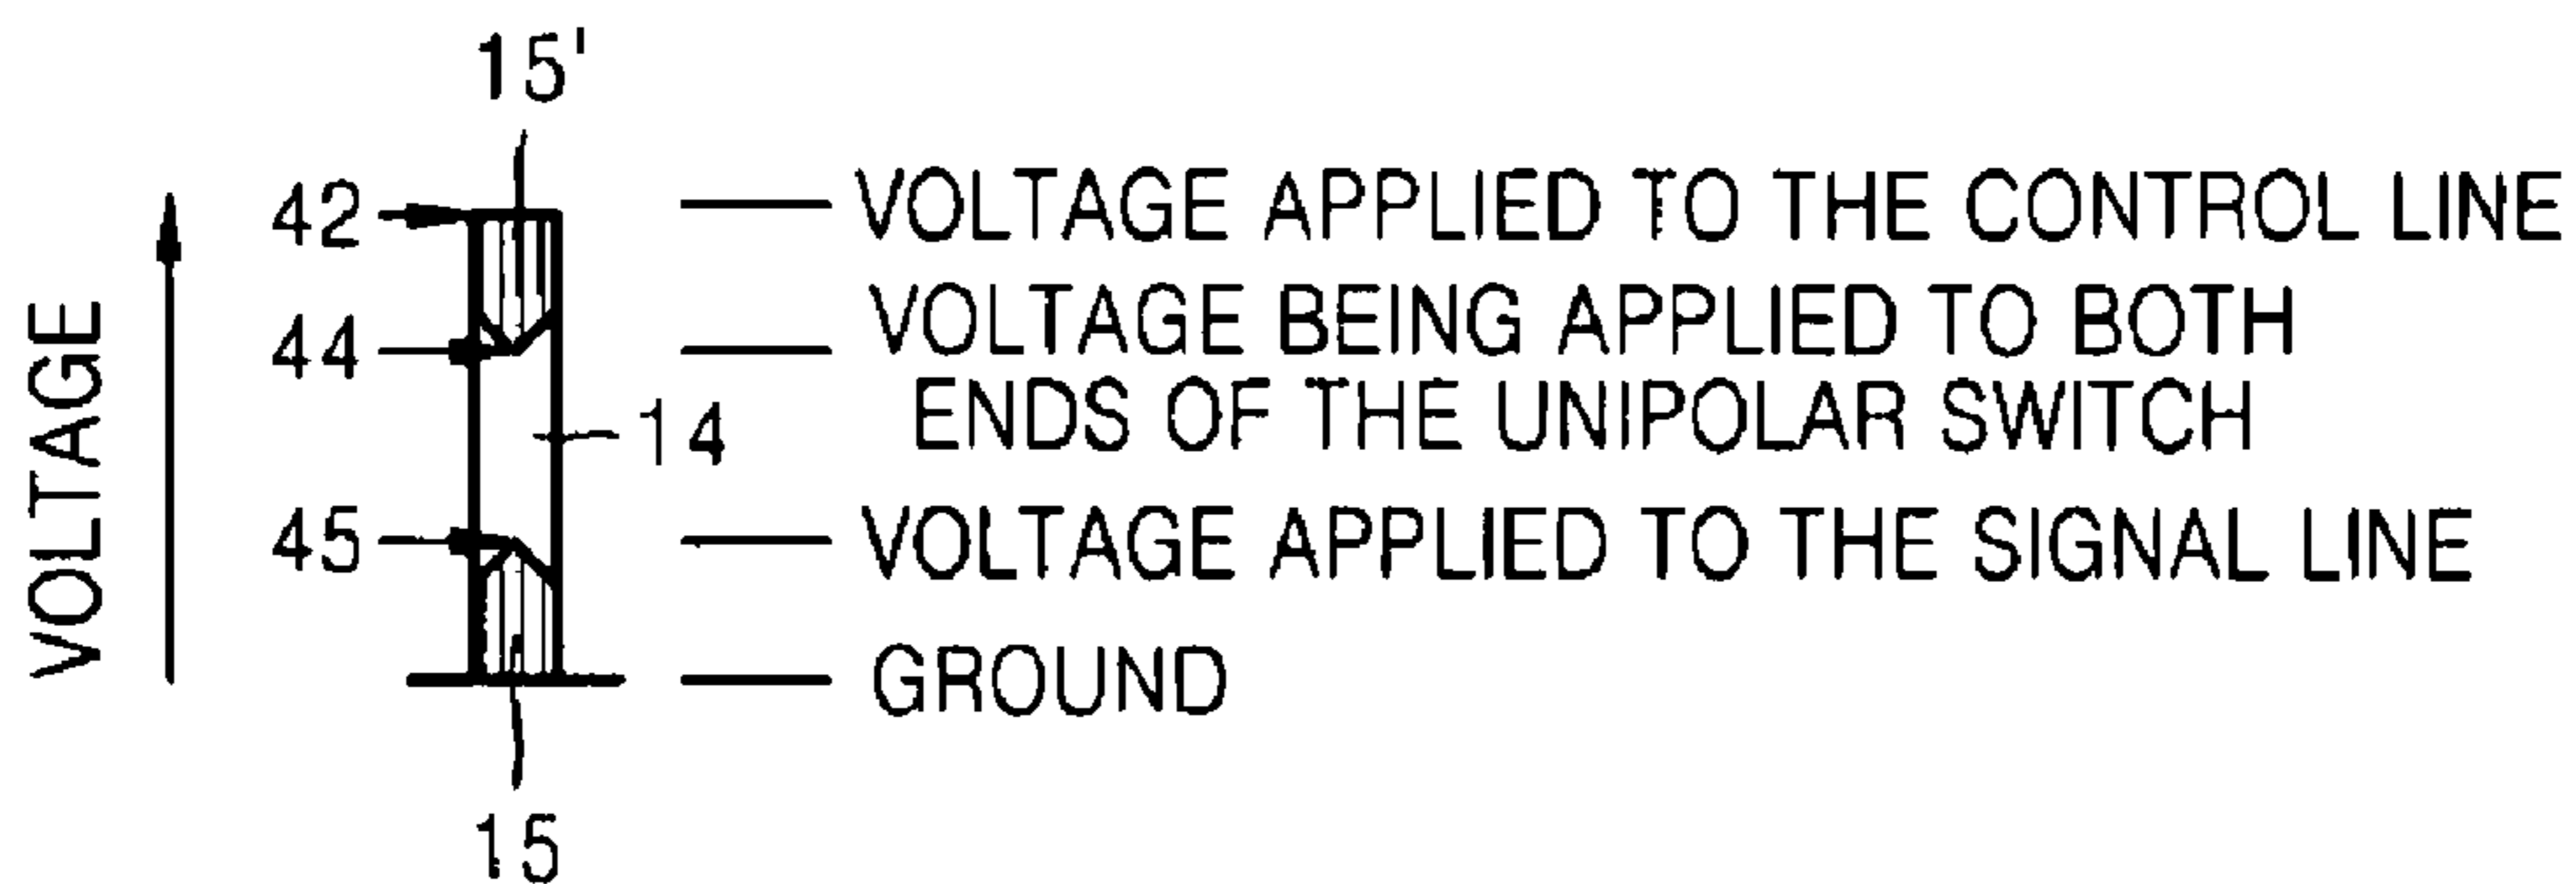 15'
42
VOLTAGE APPLIED TO THE CONTROL LINE
44
VOLTAGE BEING APPLIED TO BOTH
ENDS OF THE UNIPOLAR SWITCH
14
45
VOLTAGE APPLIED TO THE SIGNAL LINE
GROUND
15
VOLTAGE